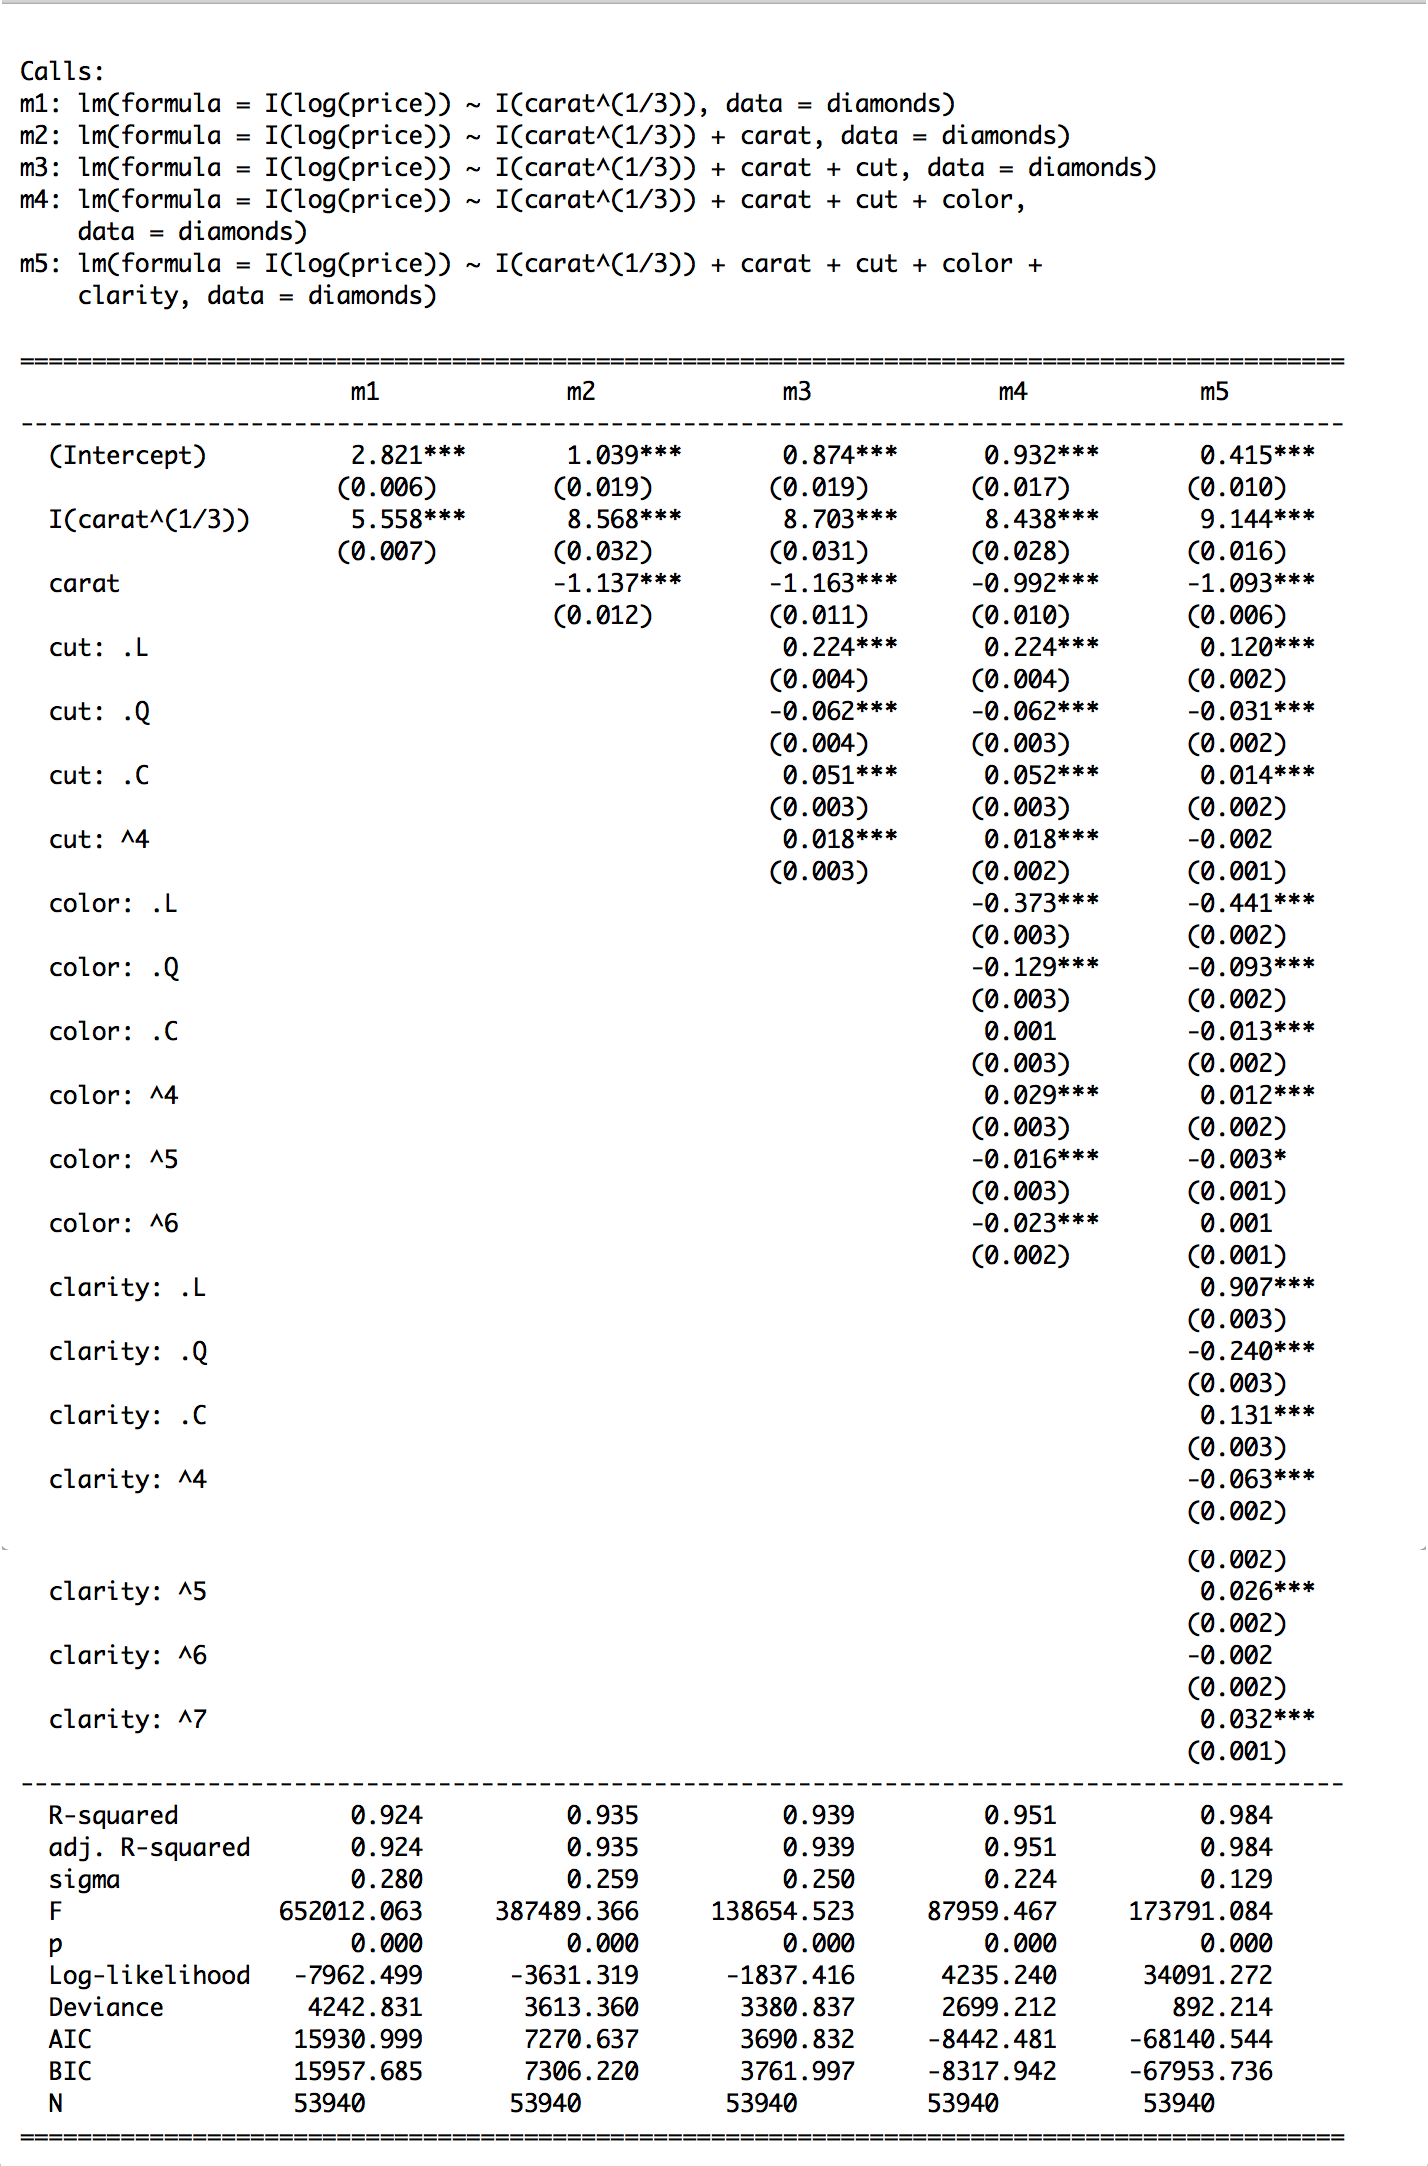 Calls:
m1: lm(formula = I(log(price)) ~ I(carat^(1/3)), data = diamonds)
m2: lm(formula = I(log(price)) ~ I(carat^(1/3)) + carat, data = diamonds)
m3: lm(formula = I(log(price)) ~ I(carat^(1/3)) + carat + cut, data = diamonds)
m4: lm(formula = I(log(price)) ~ I(carat^(1/3)) + carat + cut + color,
    data = diamonds)
m5: lm(formula = I(log(price)) ~ I(carat^(1/3)) + carat + cut + color +
    clarity, data = diamonds)
============================================================================================
m1 m2 m3 m4 m5
--------------------------------------------------------------------------------------------
(Intercept) 2.821*** 1.039*** 0.874*** 0.932*** 0.415***
(0.006) (0.019) (0.019) (0.017) (0.010)
I(carat^(1/3)) 5.558*** 8.568*** 8.703*** 8.438*** 9.144***
(0.007) (0.032) (0.031) (0.028) (0.016)
carat -1.137*** -1.163*** -0.992*** -1.093***
(0.012) (0.011) (0.010) (0.006)
cut: .L 0.224*** 0.224*** 0.120***
(0.004) (0.004) (0.002)
cut: .Q -0.062*** -0.062*** -0.031***
(0.004) (0.003) (0.002)
cut: .C 0.051*** 0.052*** 0.014***
(0.003) (0.003) (0.002)
cut: ^4 0.018*** 0.018*** -0.002
(0.003) (0.002) (0.001)
color: .L -0.373*** -0.441***
(0.003) (0.002)
color: .Q -0.129*** -0.093***
(0.003) (0.002)
color: .C 0.001 -0.013***
(0.003) (0.002)
color: ^4 0.029*** 0.012***
(0.003) (0.002)
color: ^5 -0.016*** -0.003*
(0.003) (0.001)
color: ^6 -0.023*** 0.001
(0.002) (0.001)
clarity: .L 0.907***
(0.003)
clarity: .Q -0.240***
(0.003)
clarity: .C 0.131***
(0.003)
clarity: ^4 -0.063***
(0.002)
(0.002)
clarity: ^5 0.026***
(0.002)
clarity: ^6 -0.002
(0.002)
clarity: ^7 0.032***
(0.001)
--------------------------------------------------------------------------------------------
R-squared 0.924 0.935 0.939 0.951 0.984
adj. R-squared 0.924 0.935 0.939 0.951 0.984
sigma 0.280 0.259 0.250 0.224 0.129
F 652012.063 387489.366 138654.523 87959.467 173791.084
p 0.000 0.000 0.000 0.000 0.000
Log-likelihood -7962.499 -3631.319 -1837.416 4235.240 34091.272
Deviance 4242.831 3613.360 3380.837 2699.212 892.214
AIC 15930.999 7270.637 3690.832 -8442.481 -68140.544
BIC 15957.685 7306.220 3761.997 -8317.942 -67953.736
N 53940 53940 53940 53940 53940
============================================================================================